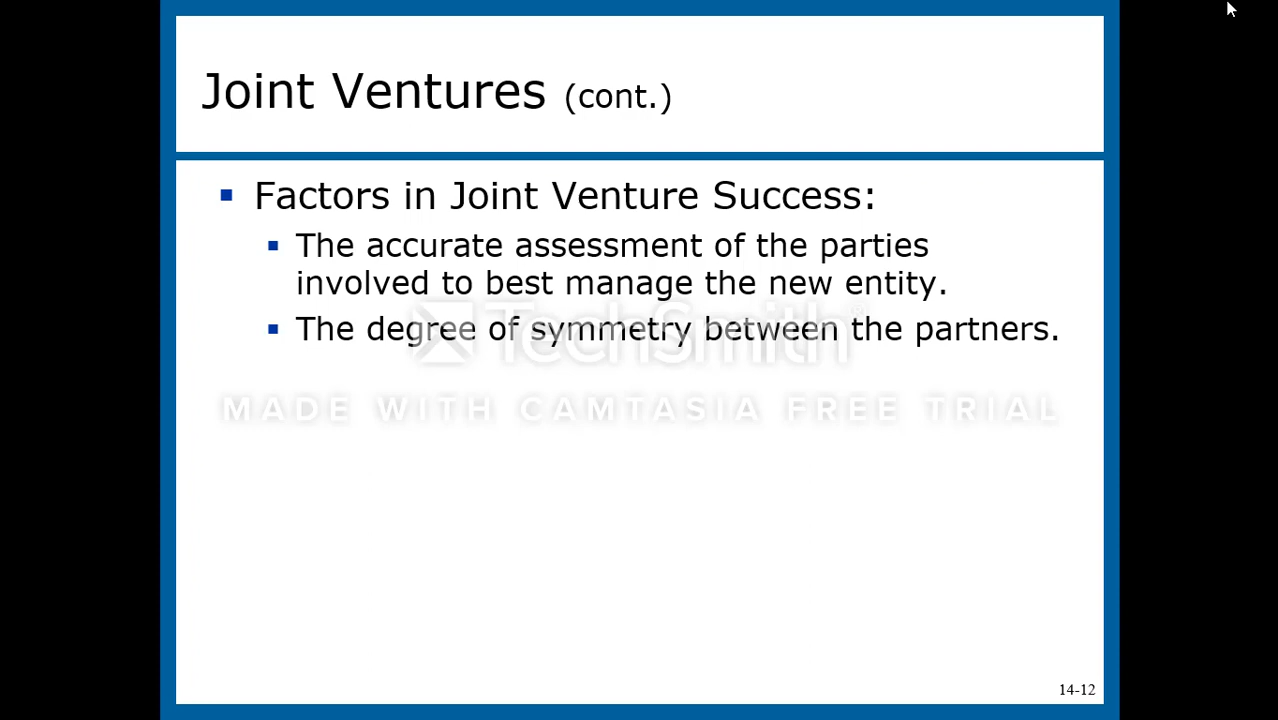 Joint Ventures (cont.)
▪ Factors in Joint Venture Success:
▪ The accurate assessment of the parties
involved to best manage the new entity.
▪ The degree of symmetry between the partners.
TechSmith®
MADE WITH CAMTASIA FREE TRIAL
14-12